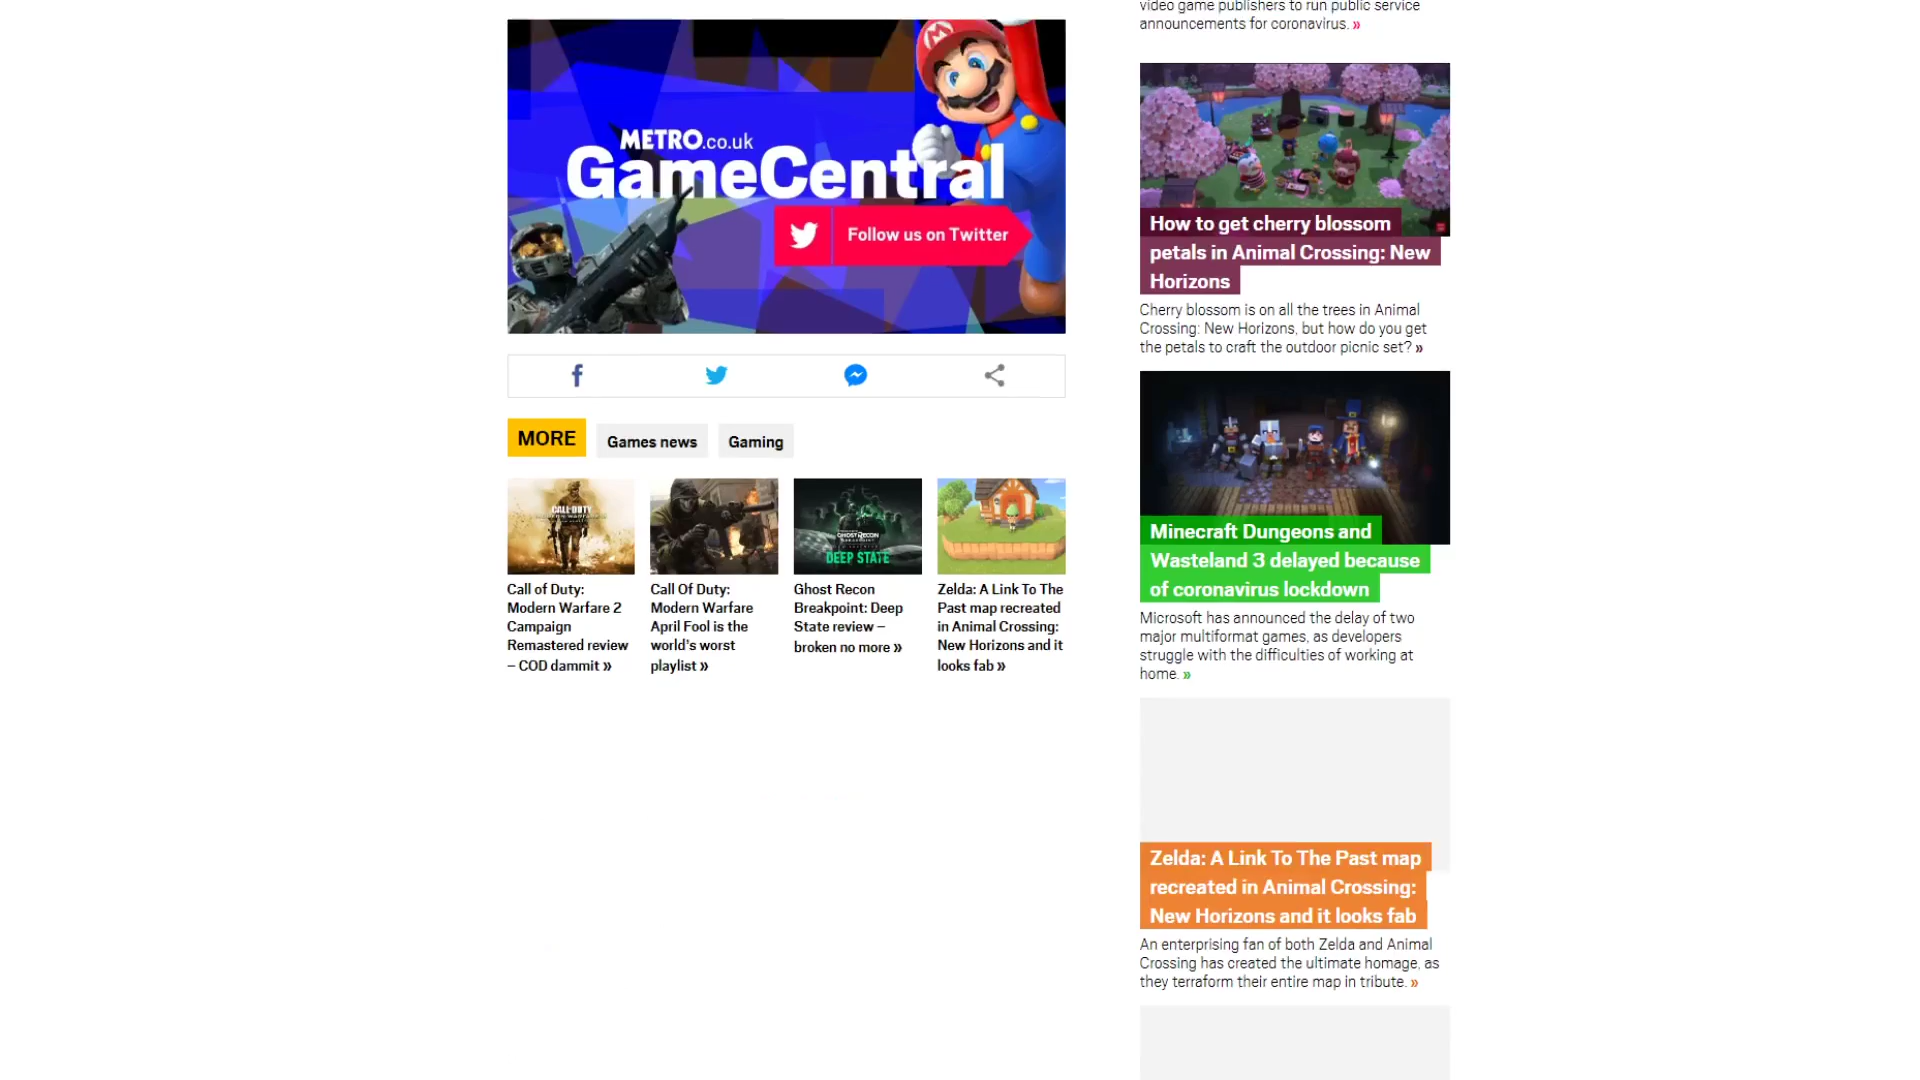 METRO.co.uk
GameCentral
Follow us on Twitter
MORE
Games news
Gaming
CALL DUTY
Call of Duty:
Modern Warfare 2
Campaign
Remastered review
– COD dammit »
Call Of Duty:
Modern Warfare
April Fool is the
world's worst
playlist »
GHOST RECON
DEEP STATE
Ghost Recon
Breakpoint: Deep
State review –
broken no more »
Zelda: A Link To The
Past map recreated
in Animal Crossing:
New Horizons and it
looks fab »
video game publishers to run public service
announcements for coronavirus. »
How to get cherry blossom
petals in Animal Crossing: New
Horizons
Cherry blossom is on all the trees in Animal
Crossing: New Horizons, but how do you get
the petals to craft the outdoor picnic set? »
Minecraft Dungeons and
Wasteland 3 delayed because
of coronavirus lockdown
Microsoft has announced the delay of two
major multiformat games, as developers
struggle with the difficulties of working at
home. »
Zelda: A Link To The Past map
recreated in Animal Crossing:
New Horizons and it looks fab
An enterprising fan of both Zelda and Animal
Crossing has created the ultimate homage, as
they terraform their entire map in tribute. »